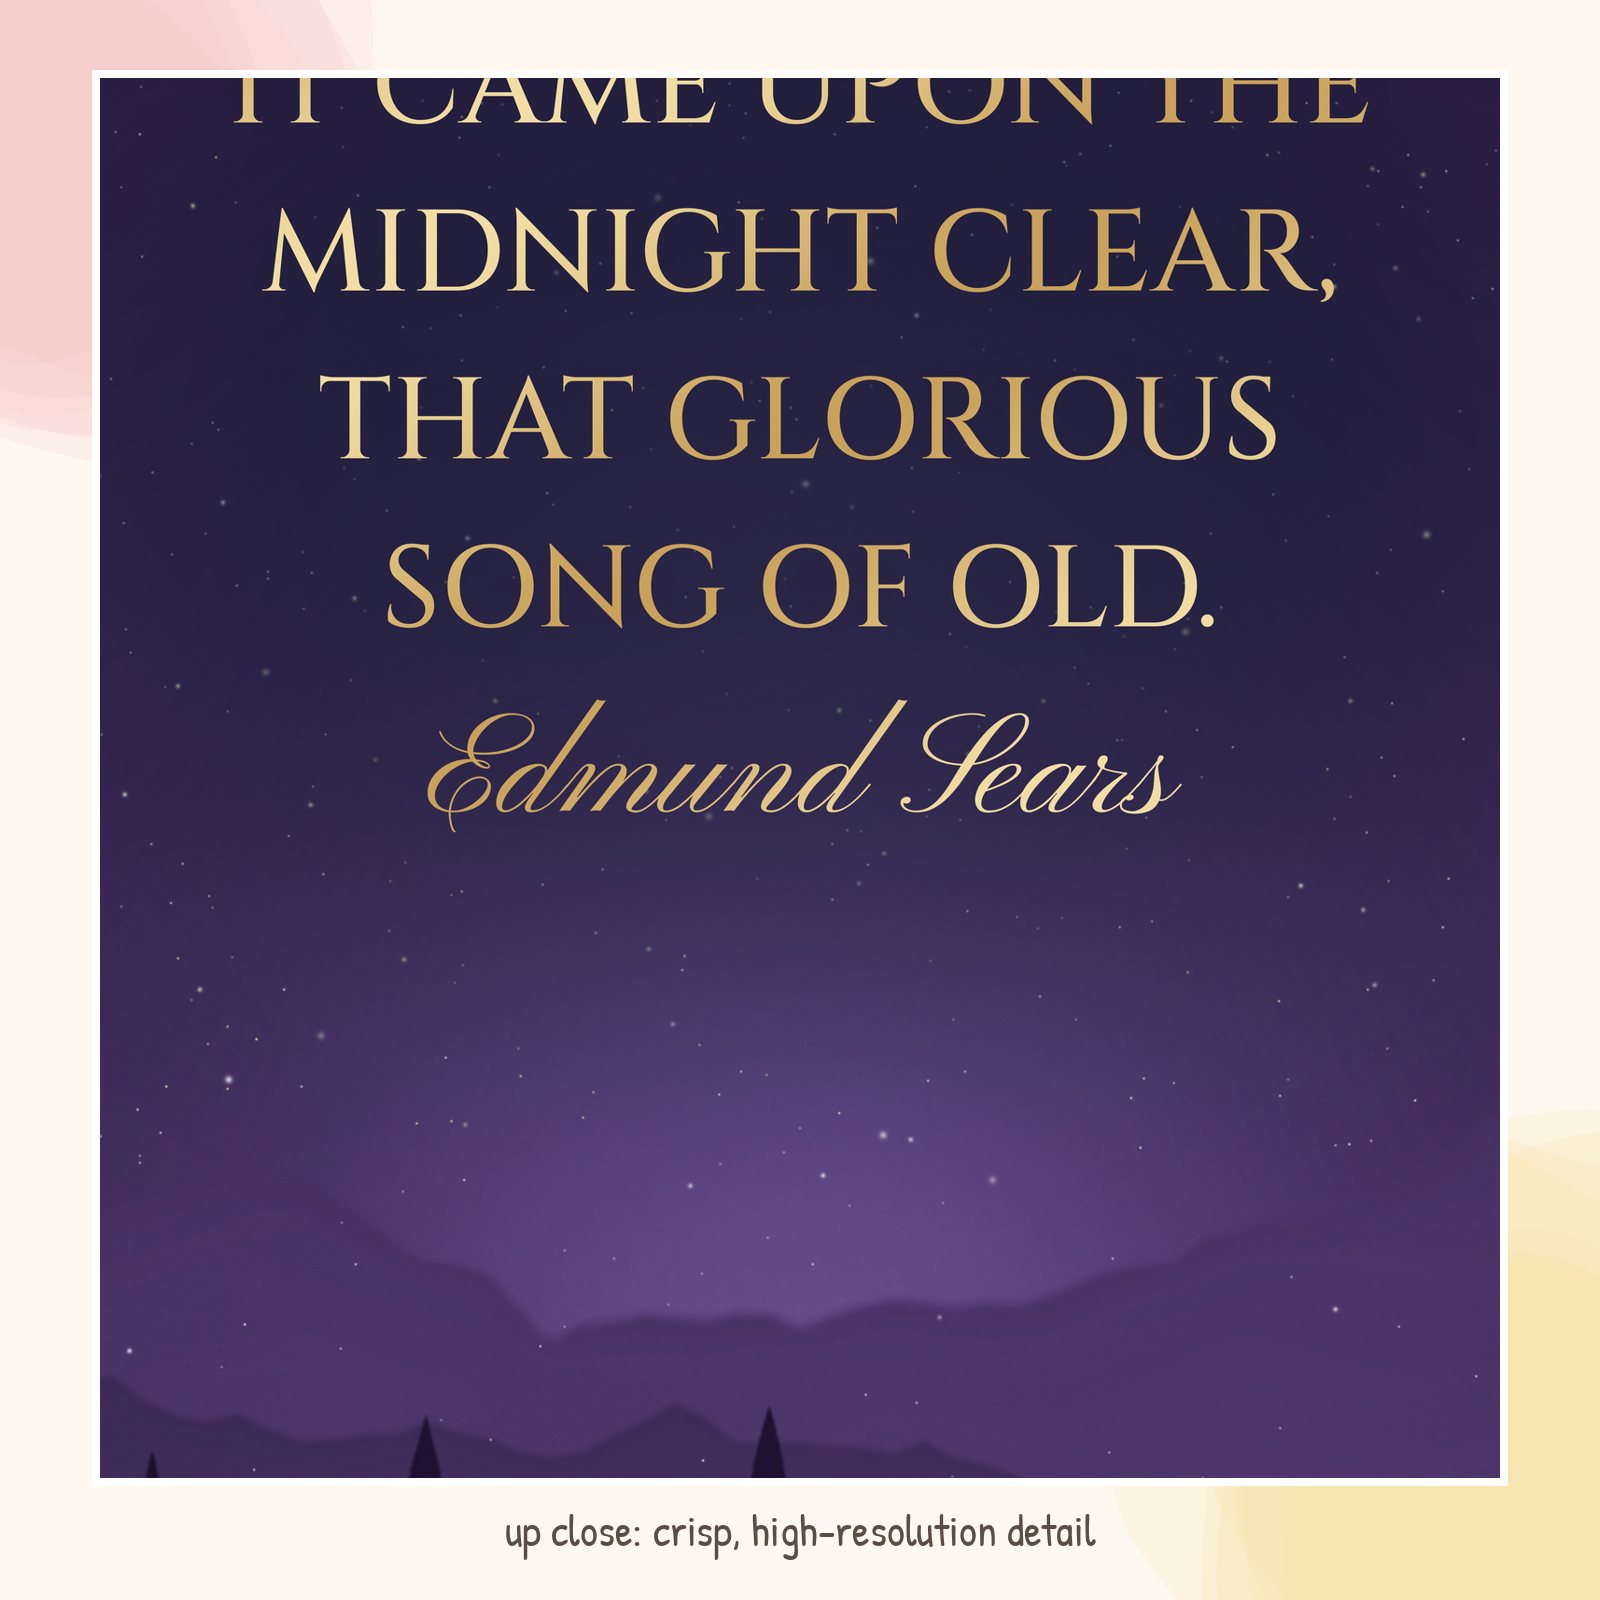 IT CAME UPON THE
MIDNIGHT CLEAR,
THAT GLORIOUS
SONG OF OLD.
Edmund Sears
up close: crisp, high-resolution detail